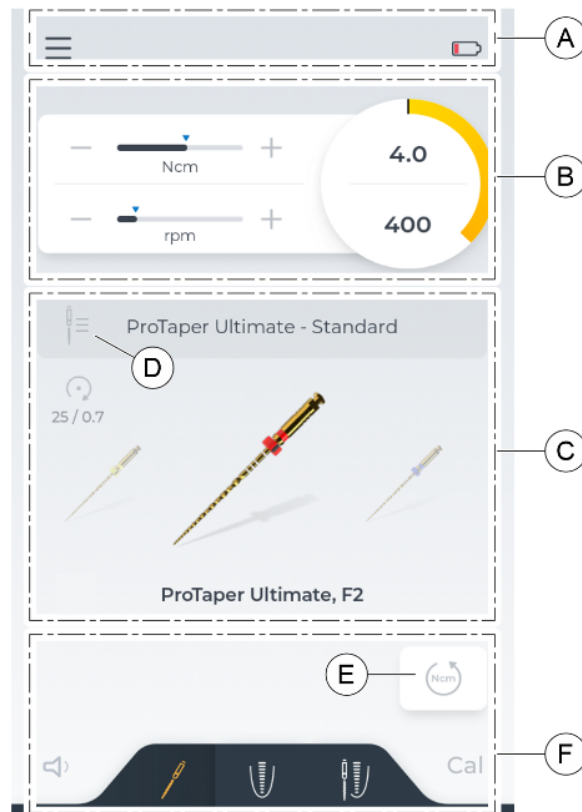 A
4.0
Ncm
B
400
rpm
ProTaper Ultimate - Standard
D
25 / 0.7
C
ProTaper Ultimate, F2
E
Ncm
Cal
F